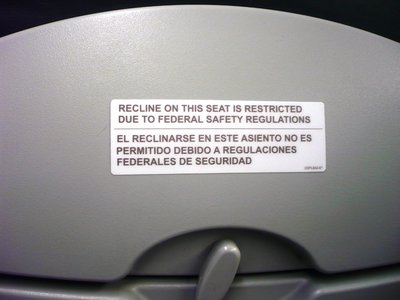 RECLINE ON THIS SEAT IS RESTRICTED
DUE TO FEDERAL SAFETY REGULATIONS
EL RECLINARSE EN ESTE ASIENTO NO ES
PERMITIDO DEBIDO A REGULACIONES
FEDERALES DE SEGURIDAD